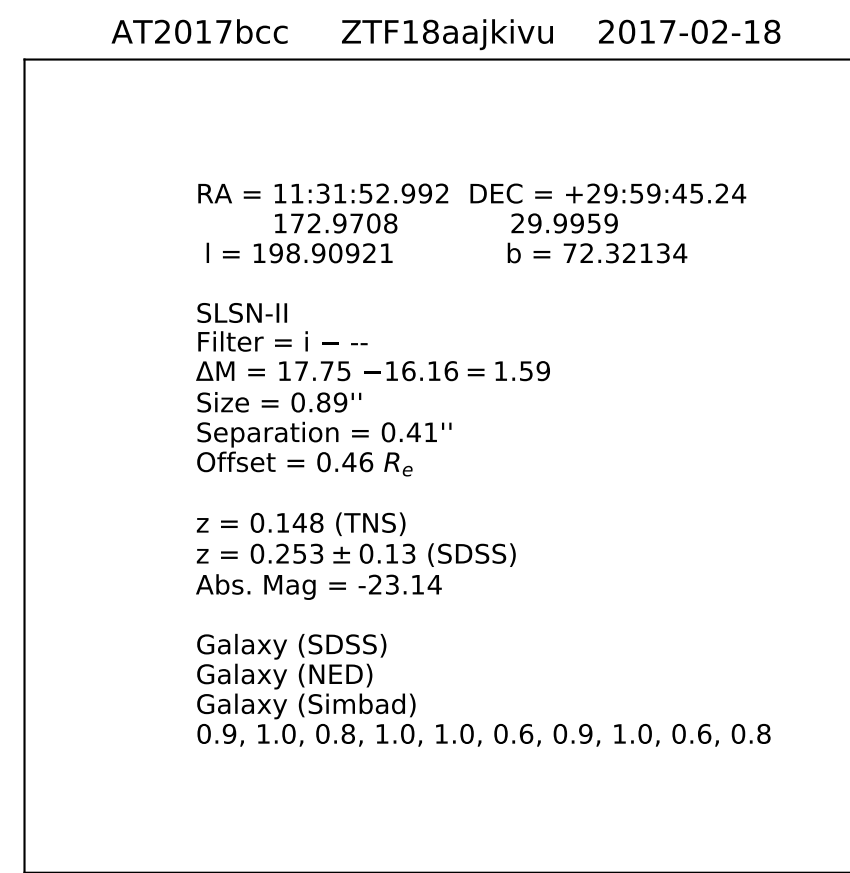 AT2017bcc ZTF18aajkivu 2017-02-18
RA = 11:31:52.992 DEC = +29:59:45.24
172.9708 29.9959
l = 198.90921 b = 72.32134
SLSN-II
Filter = i − --
ΔM = 17.75 −16.16 = 1.59
Size = 0.89''
Separation = 0.41''
Offset = 0.46 Rₑ
z = 0.148 (TNS)
z = 0.253 ± 0.13 (SDSS)
Abs. Mag = -23.14
Galaxy (SDSS)
Galaxy (NED)
Galaxy (Simbad)
0.9, 1.0, 0.8, 1.0, 1.0, 0.6, 0.9, 1.0, 0.6, 0.8